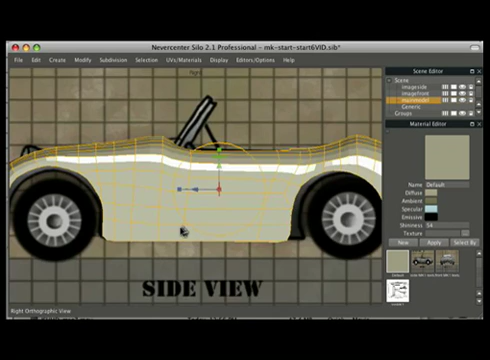 Nevercenter Silo 2.1 Professional - mk-start-start6VID.sib*
File Edit Create Modify Subdivision Selection UVs/Materials Display Editors/Options Help
Right
Scene Editor
Scene
imageside
imagefront
mainmodel
Generic
Groups
Material Editor
Name Default
Diffuse
Ambient
Specular
Emissive
Shininess 54
Texture
New Apply Select By
Default
SIDE VIEW
Right Orthographic View